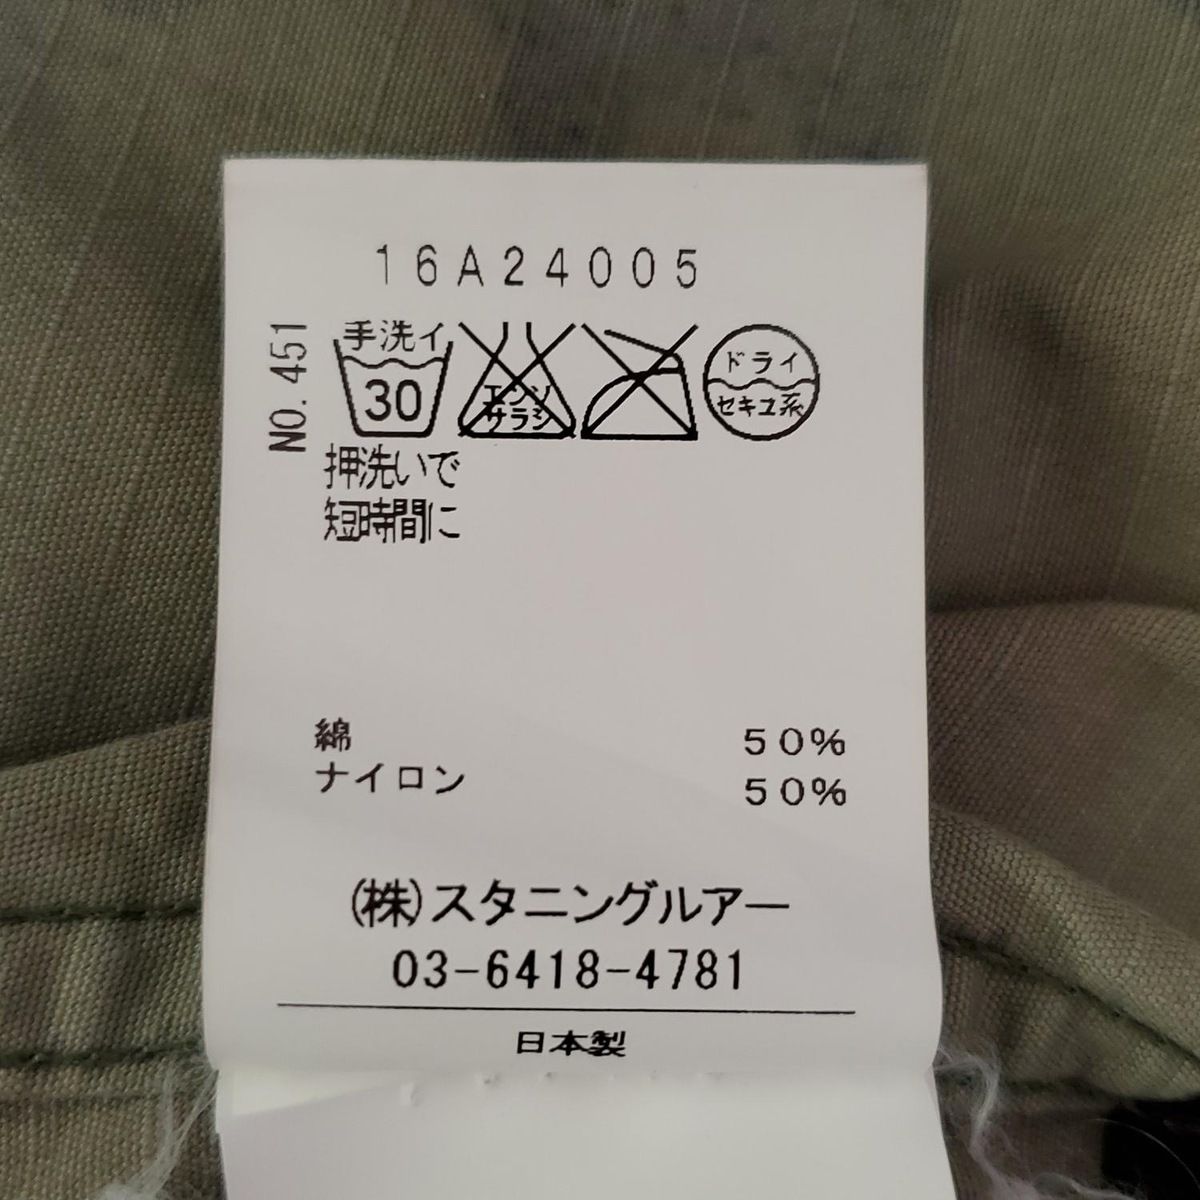 16A24005
NO.451
手洗イ
30
エンソ
サラシ
ドライ
セキユ系
押洗いで
短時間に
綿 50%
ナイロン 50%
(株)スタニングルアー
03-6418-4781
日本製